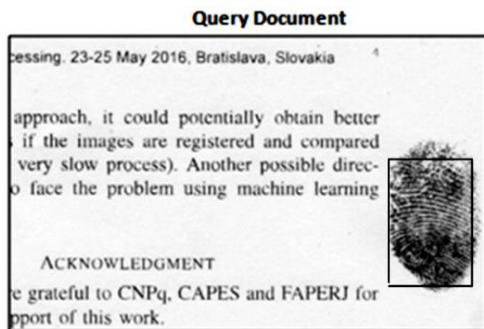 Query Document
essing. 23-25 May 2016, Bratislava, Slovakia 4
approach, it could potentially obtain better
if the images are registered and compared
very slow process). Another possible direc-
o face the problem using machine learning
ACKNOWLEDGMENT
e grateful to CNPq, CAPES and FAPERJ for
pport of this work.